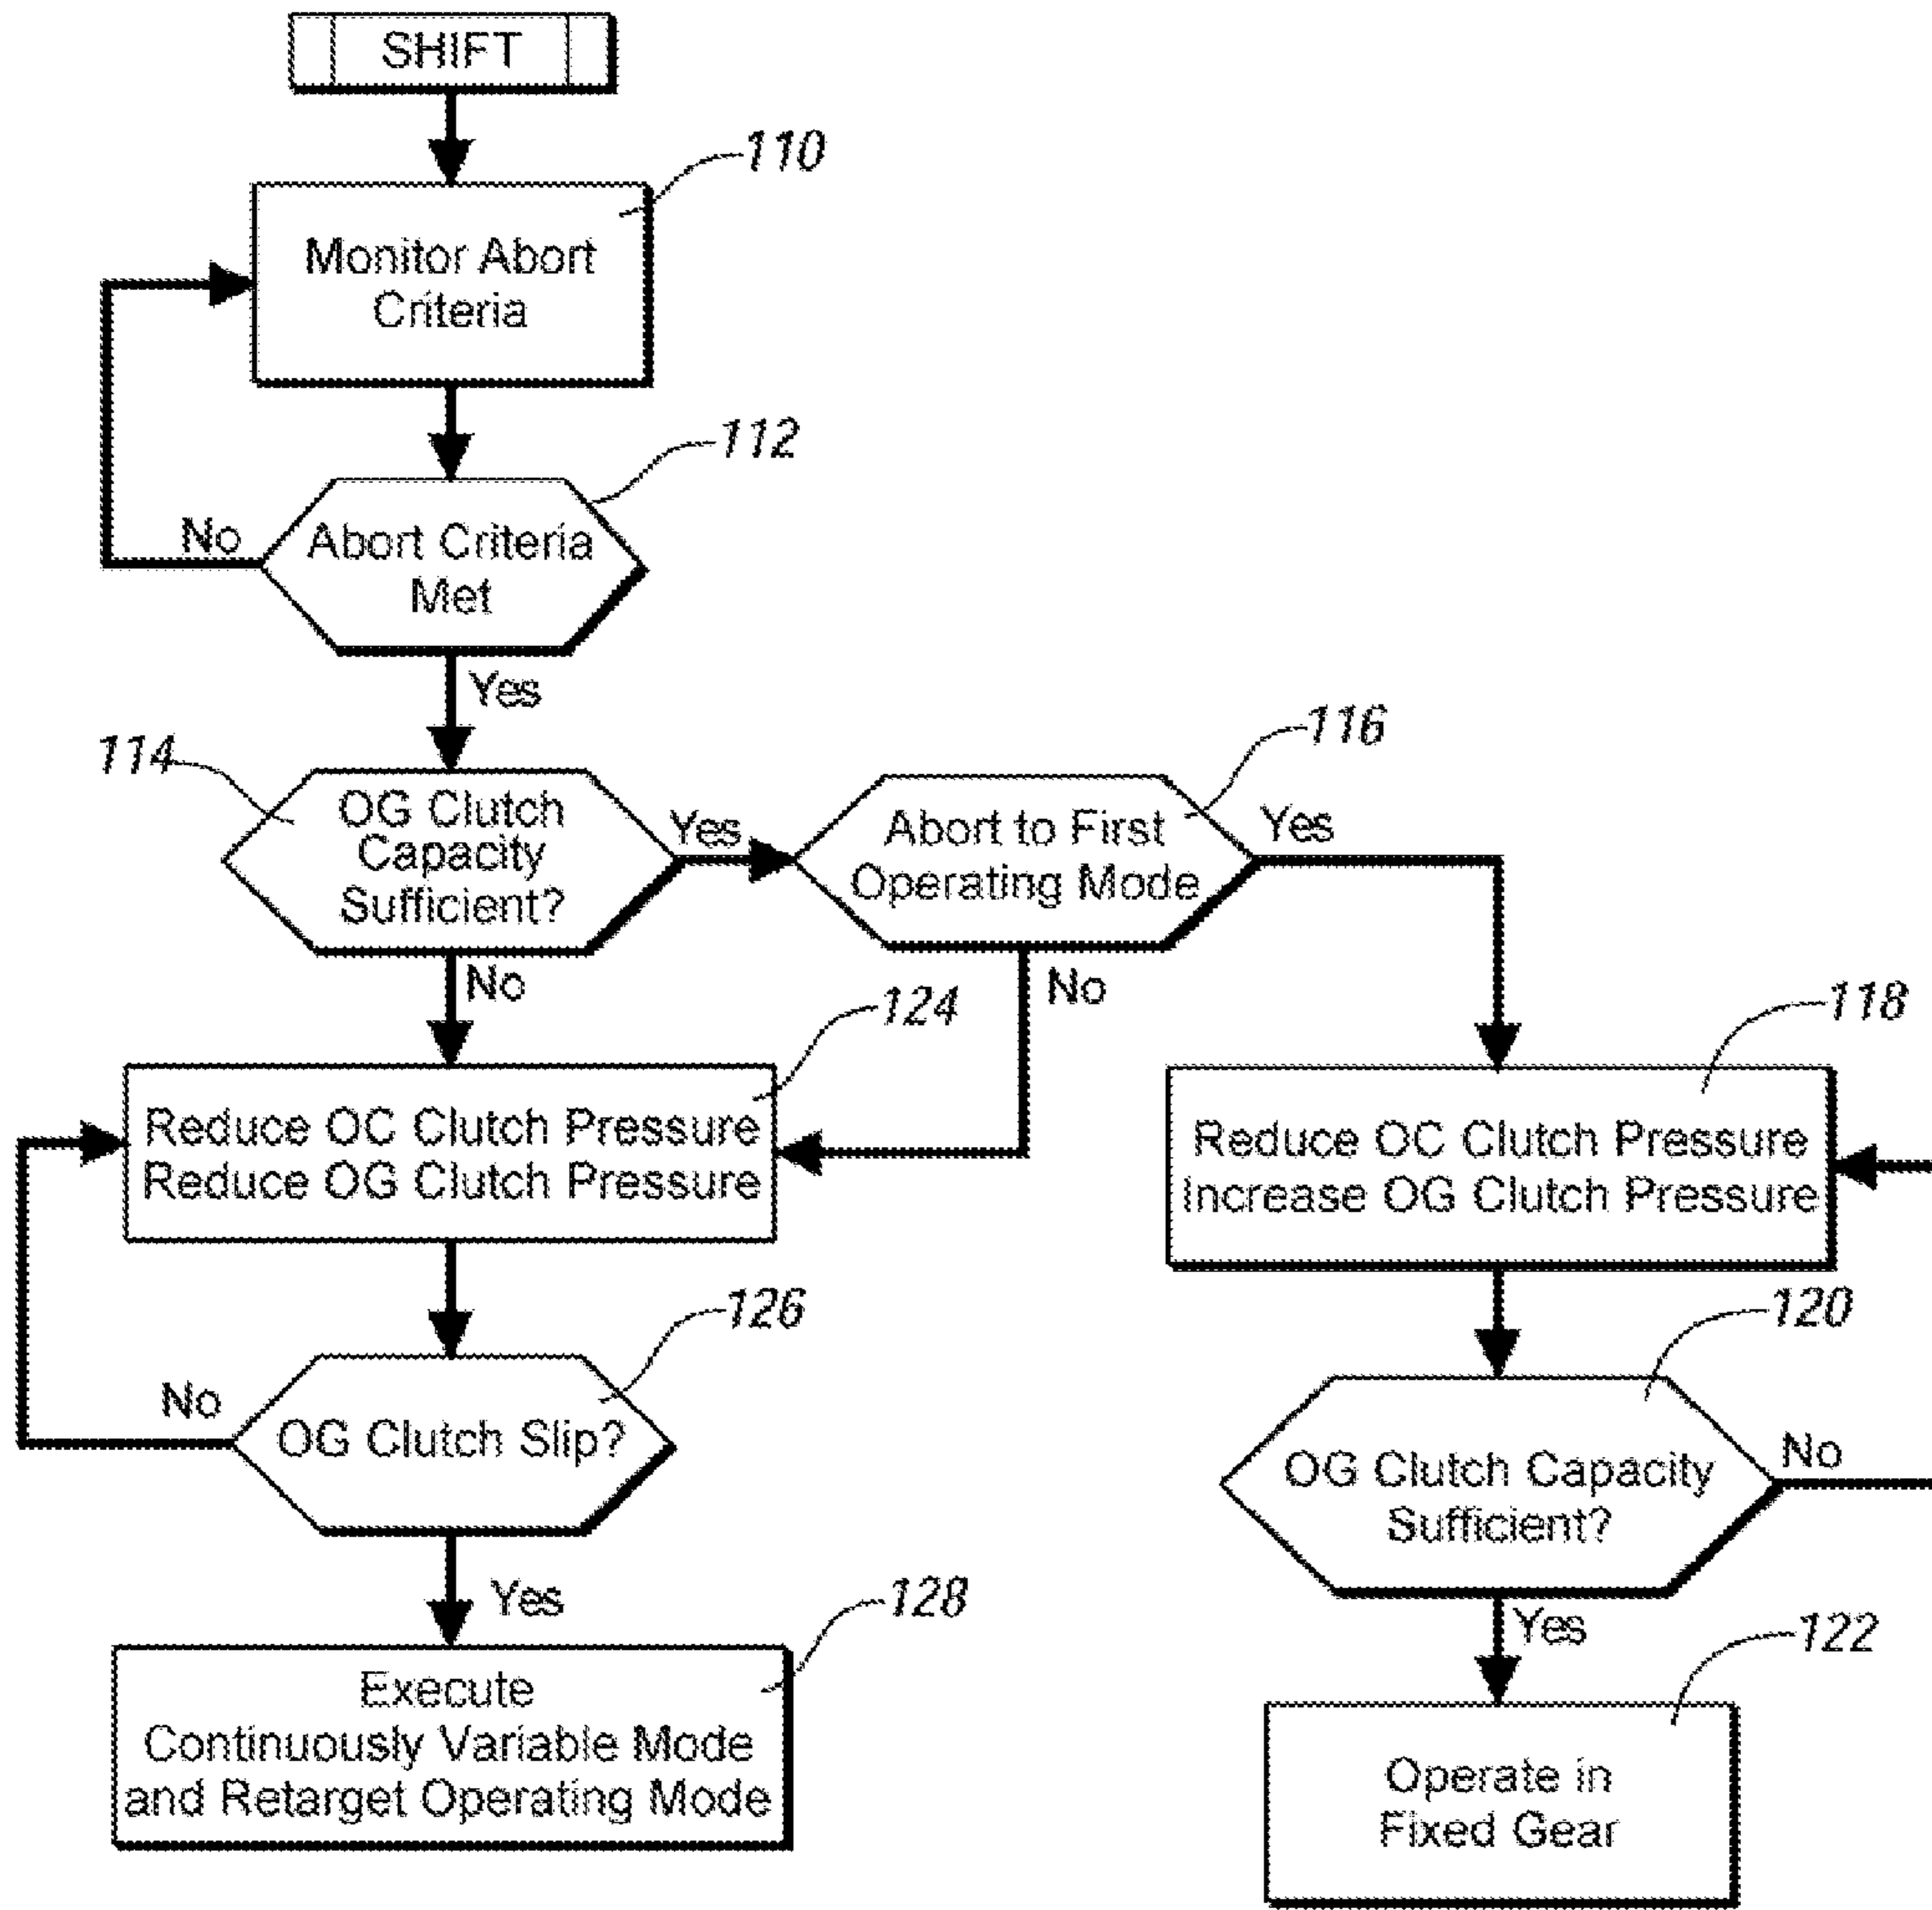 SHIFT
110
Monitor Abort
Criteria
112
No
Abort Criteria
Met
Yes
114
OG Clutch
Capacity
Sufficient?
Yes
116
Abort to First
Operating Mode
Yes
No
No
124
118
Reduce OC Clutch Pressure
Reduce OG Clutch Pressure
Reduce OC Clutch Pressure
Increase OG Clutch Pressure
126
120
No
OG Clutch Slip?
OG Clutch Capacity
Sufficient?
No
Yes
Yes
128
122
Execute
Continuously Variable Mode
and Retarget Operating Mode
Operate in
Fixed Gear